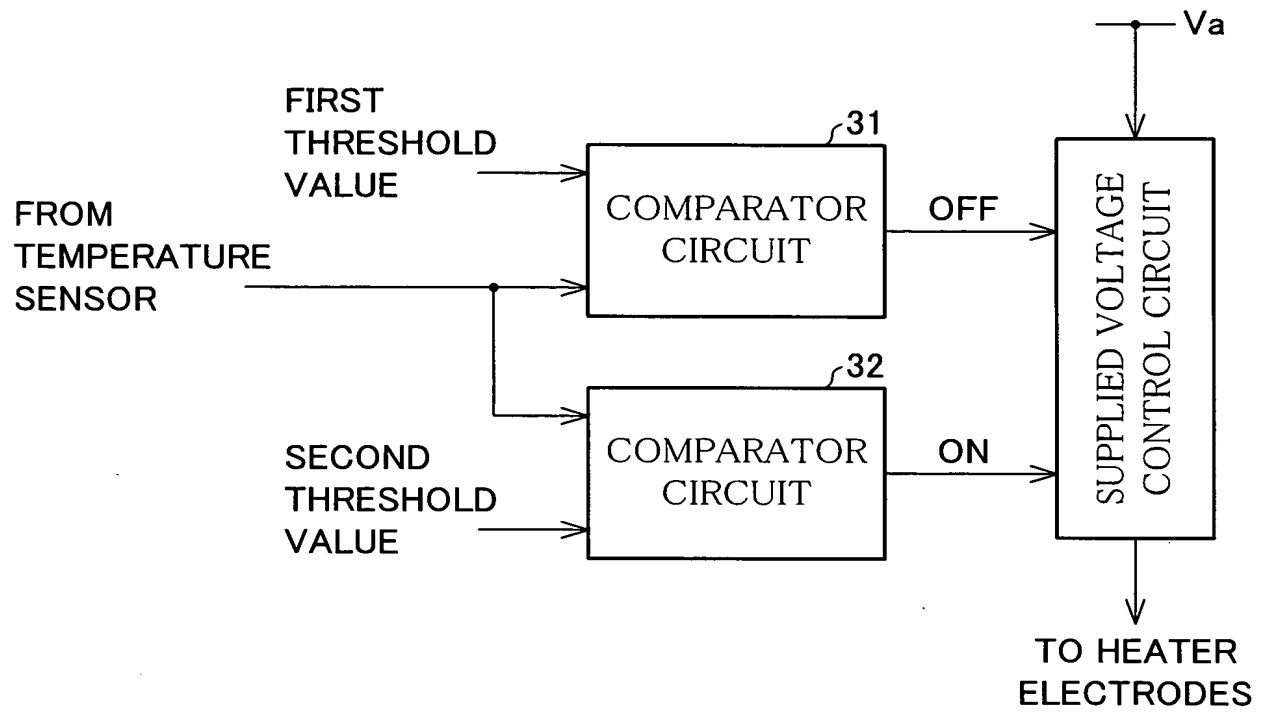 Va
FIRST
THRESHOLD
VALUE
31
COMPARATOR
CIRCUIT
OFF
FROM
TEMPERATURE
SENSOR
SUPPLIED VOLTAGE
CONTROL CIRCUIT
32
COMPARATOR
CIRCUIT
ON
SECOND
THRESHOLD
VALUE
TO HEATER
ELECTRODES